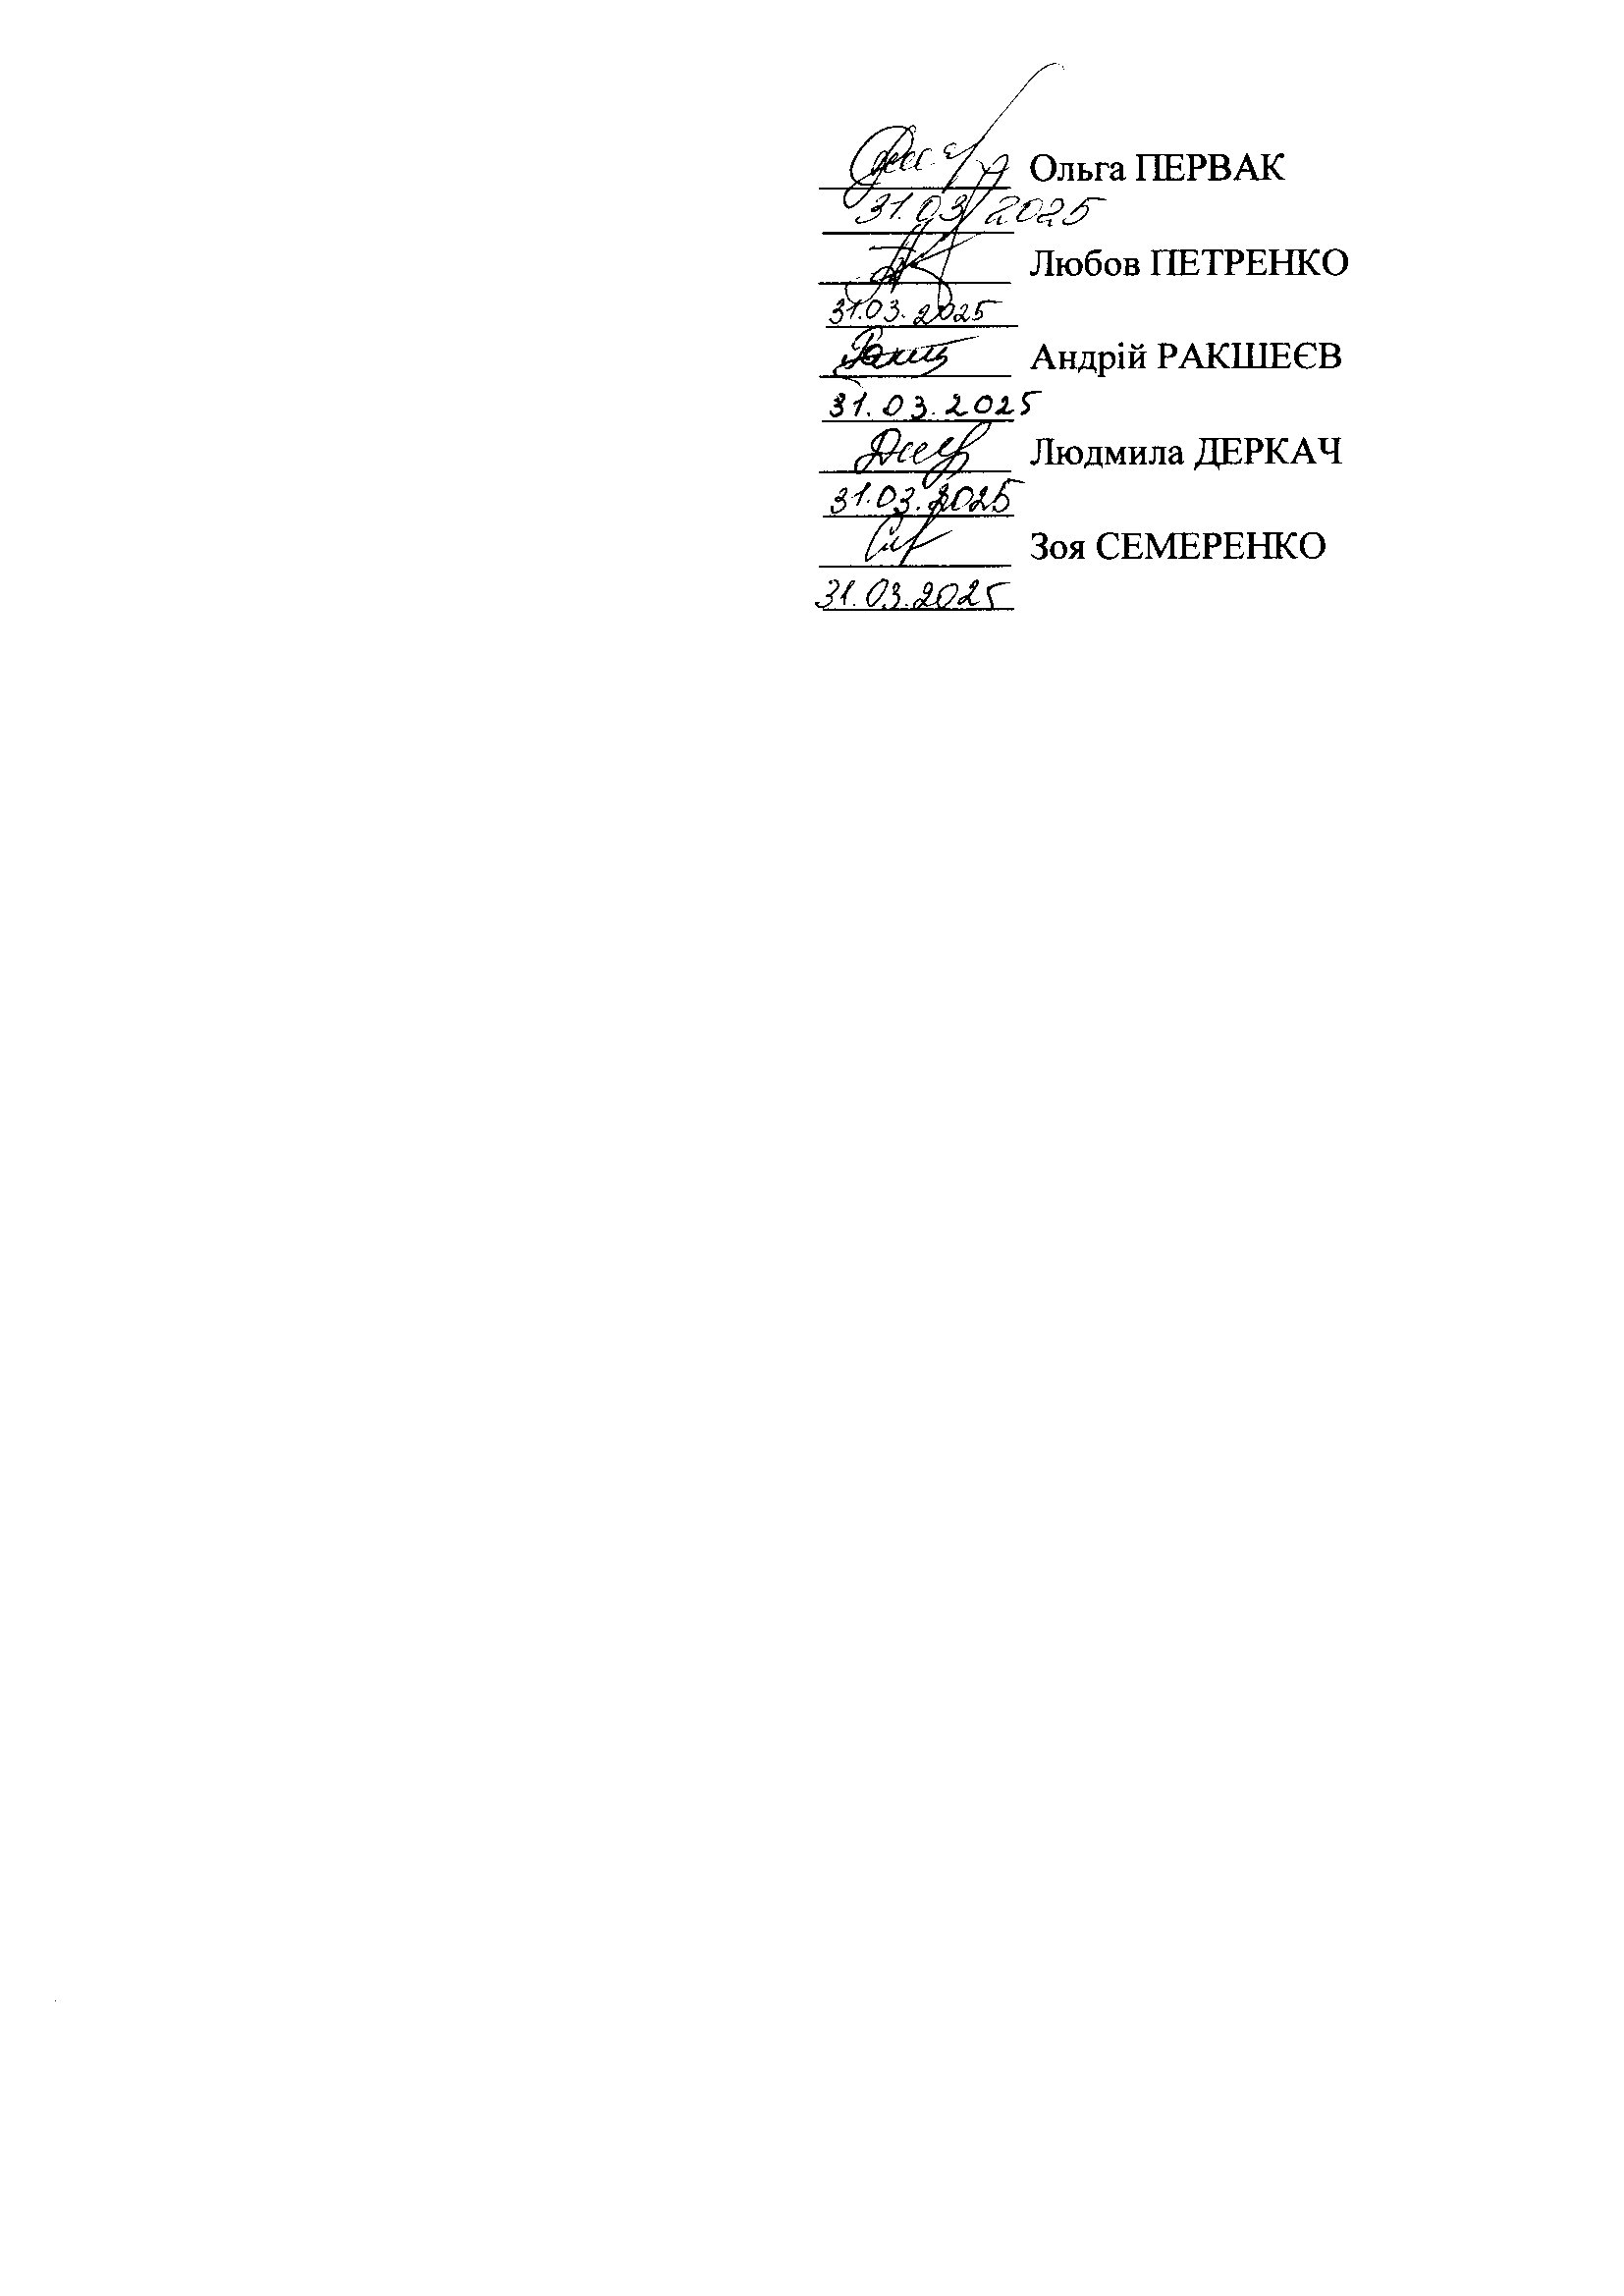 Ольга ПЕРВАК
31.03 2025
Любов ПЕТРЕНКО
31.03.2025
Андрій РАКШЕЄВ
31.03.2025
Людмила ДЕРКАЧ
31.03.2025
Зоя СЕМЕРЕНКО
31.03.2025